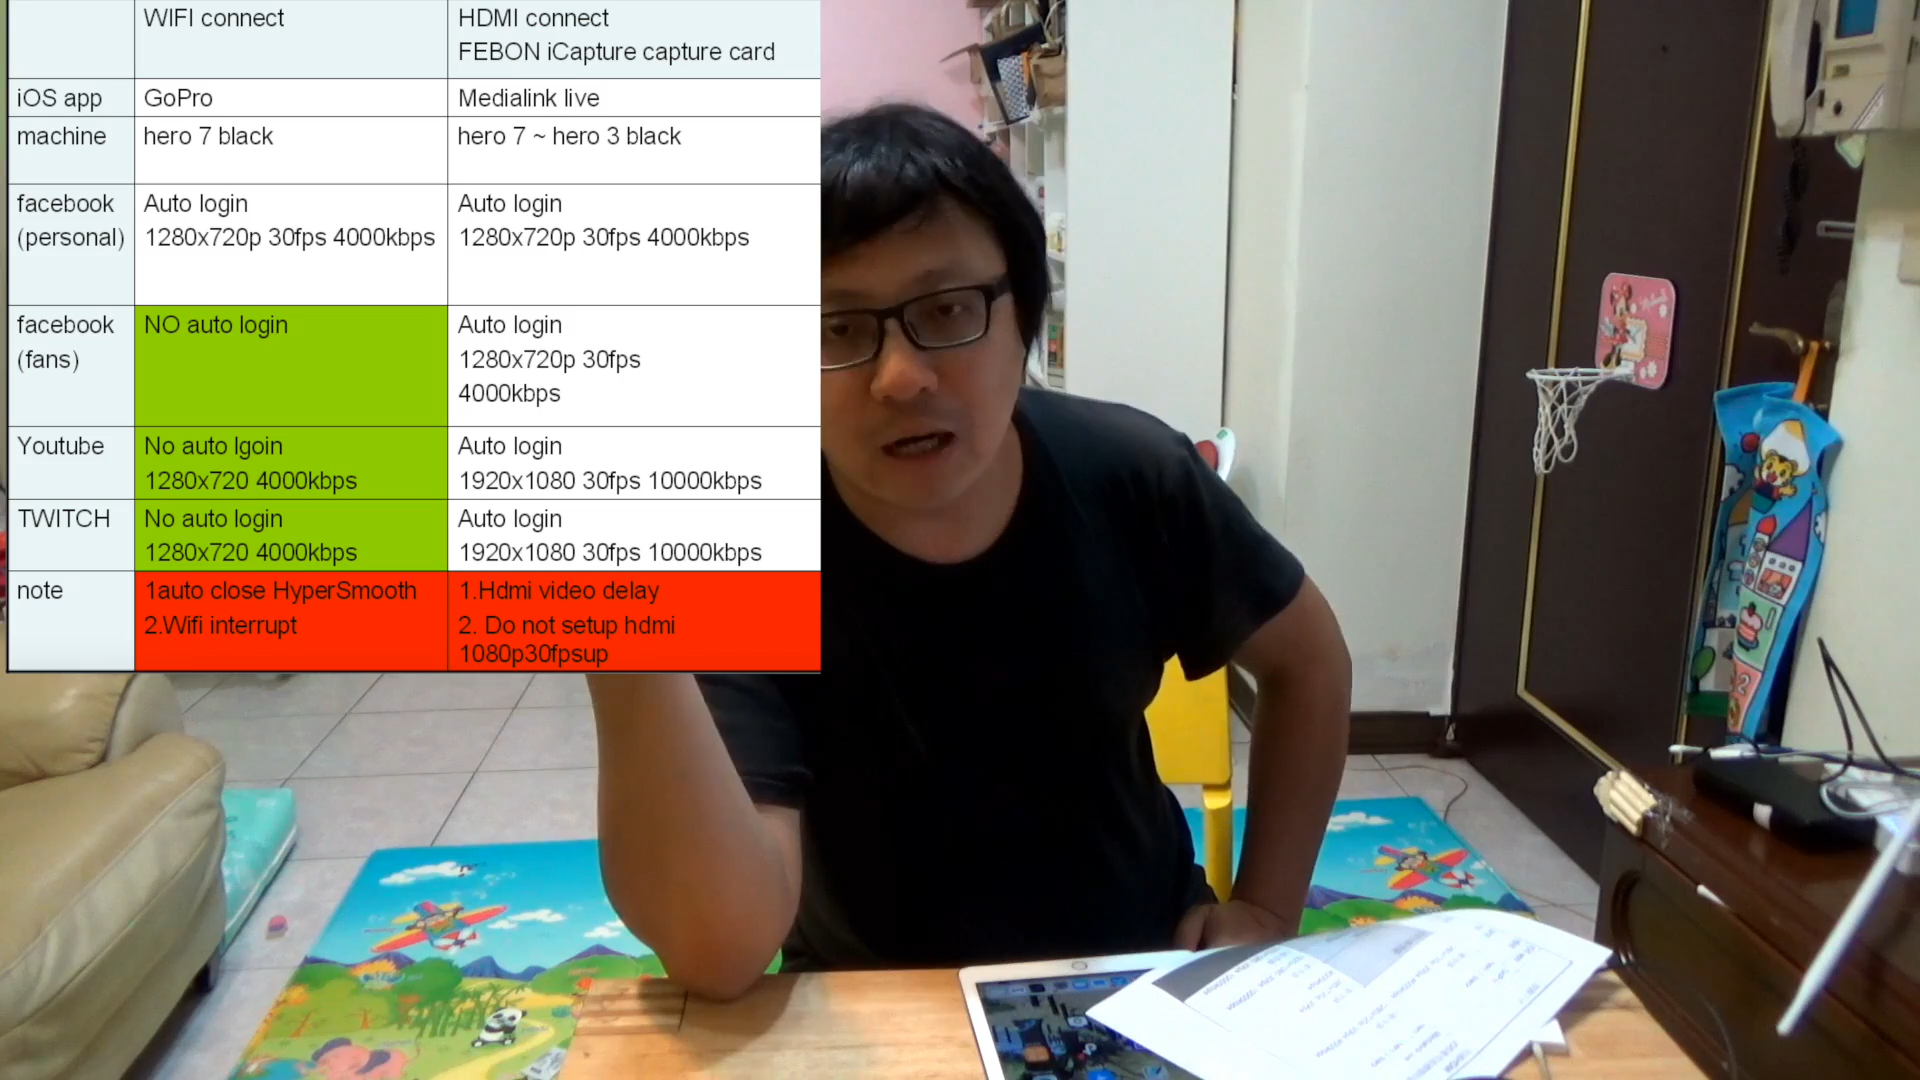 WIFI connect
HDMI connect
FEBON iCapture capture card
iOS app
GoPro
Medialink live
machine
hero 7 black
hero 7 ~ hero 3 black
facebook
(personal)
Auto login
1280x720p 30fps 4000kbps
Auto login
1280x720p 30fps 4000kbps
facebook
(fans)
NO auto login
Auto login
1280x720p 30fps
4000kbps
Youtube
No auto lgoin
1280x720 4000kbps
Auto login
1920x1080 30fps 10000kbps
TWITCH
No auto login
1280x720 4000kbps
Auto login
1920x1080 30fps 10000kbps
note
1auto close HyperSmooth
2.Wifi interrupt
1.Hdmi video delay
2. Do not setup hdmi
1080p30fpsup